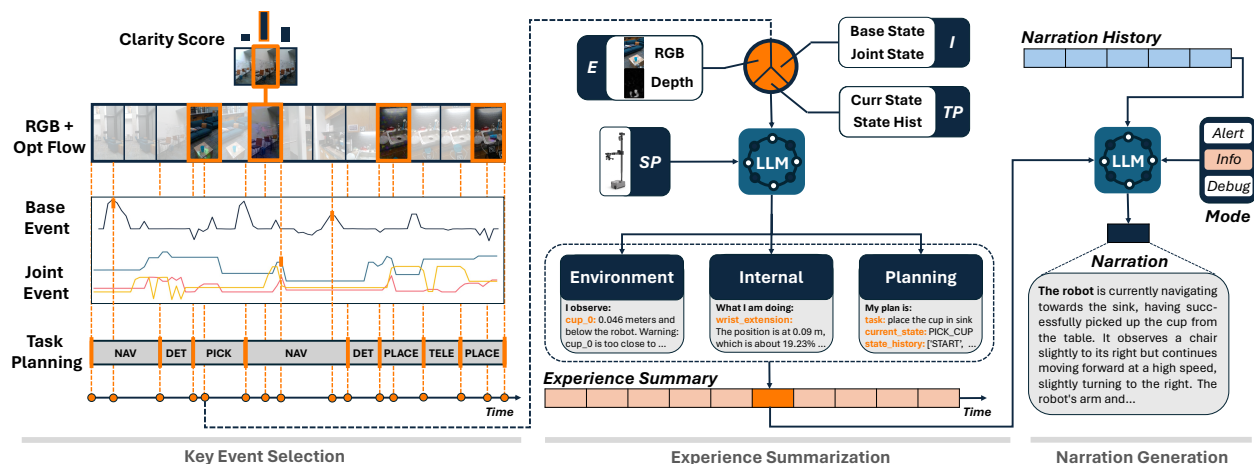 Clarity Score
RGB +
Opt Flow
Base
Event
Joint
Event
Task
Planning
NAV
DET
PICK
NAV
DET
PLACE
TELE
PLACE
Time
Key Event Selection
E
RGB
Depth
Base State
Joint State
I
Curr State
State Hist
TP
SP
LLM
Environment
I observe:
cup_0: 0.046 meters and
below the robot. Warning:
cup_0 is too close to ...
Internal
What I am doing:
wrist_extension:
The position is at 0.09 m,
which is about 19.23% ...
Planning
My plan is:
task: place the cup in sink
current_state: PICK_CUP
state_history: ['START', ...
Experience Summary
Time
Experience Summarization
Narration History
LLM
Alert
Info
Debug
Mode
Narration
The robot is currently navigating
towards the sink, having suc-
cessfully picked up the cup from
the table. It observes a chair
slightly to its right but continues
moving forward at a high speed,
slightly turning to the right. The
robot's arm and...
Narration Generation